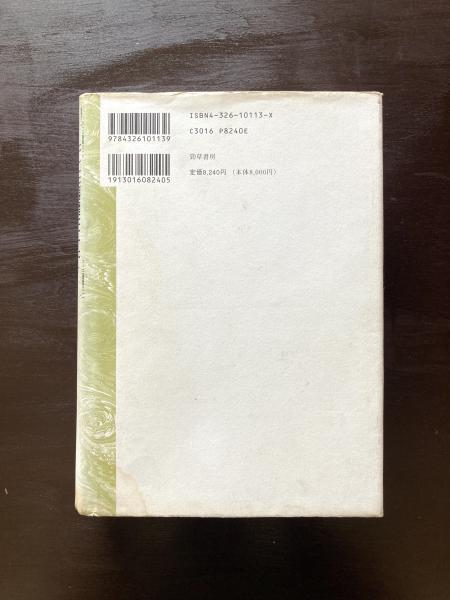 ISBN4-326-10113-X
C3016 P8240E
9784326101139
勁草書房
定価8,240円 (本体8,000円)
1913016082405